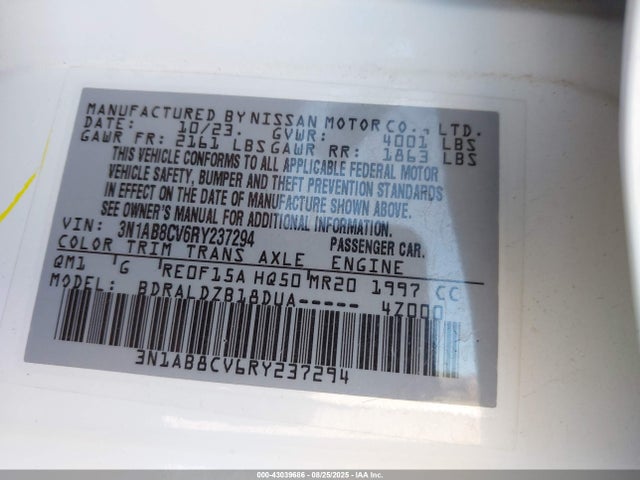 MANUFACTURED BY NISSAN MOTOR CO., LTD.
DATE: 10/23. GVWR: 4001 LBS
GAWR FR: 2161 LBS GAWR RR: 1863 LBS
THIS VEHICLE CONFORMS TO ALL APPLICABLE FEDERAL MOTOR
VEHICLE SAFETY, BUMPER AND THEFT PREVENTION STANDARDS
IN EFFECT ON THE DATE OF MANUFACTURE SHOWN ABOVE.
SEE OWNER'S MANUAL FOR ADDITIONAL INFORMATION.
VIN: 3N1AB8CV6RY237294 PASSENGER CAR.
COLOR TRIM TRANS AXLE ENGINE
QM1 G RE0F15A HQ50 MR20 1997 CC
MODEL: BDRALDZB18DUA----- 4Z000
3N1AB8CV6RY237294
000-43039686 - 08/25/2025 - IAA Inc.